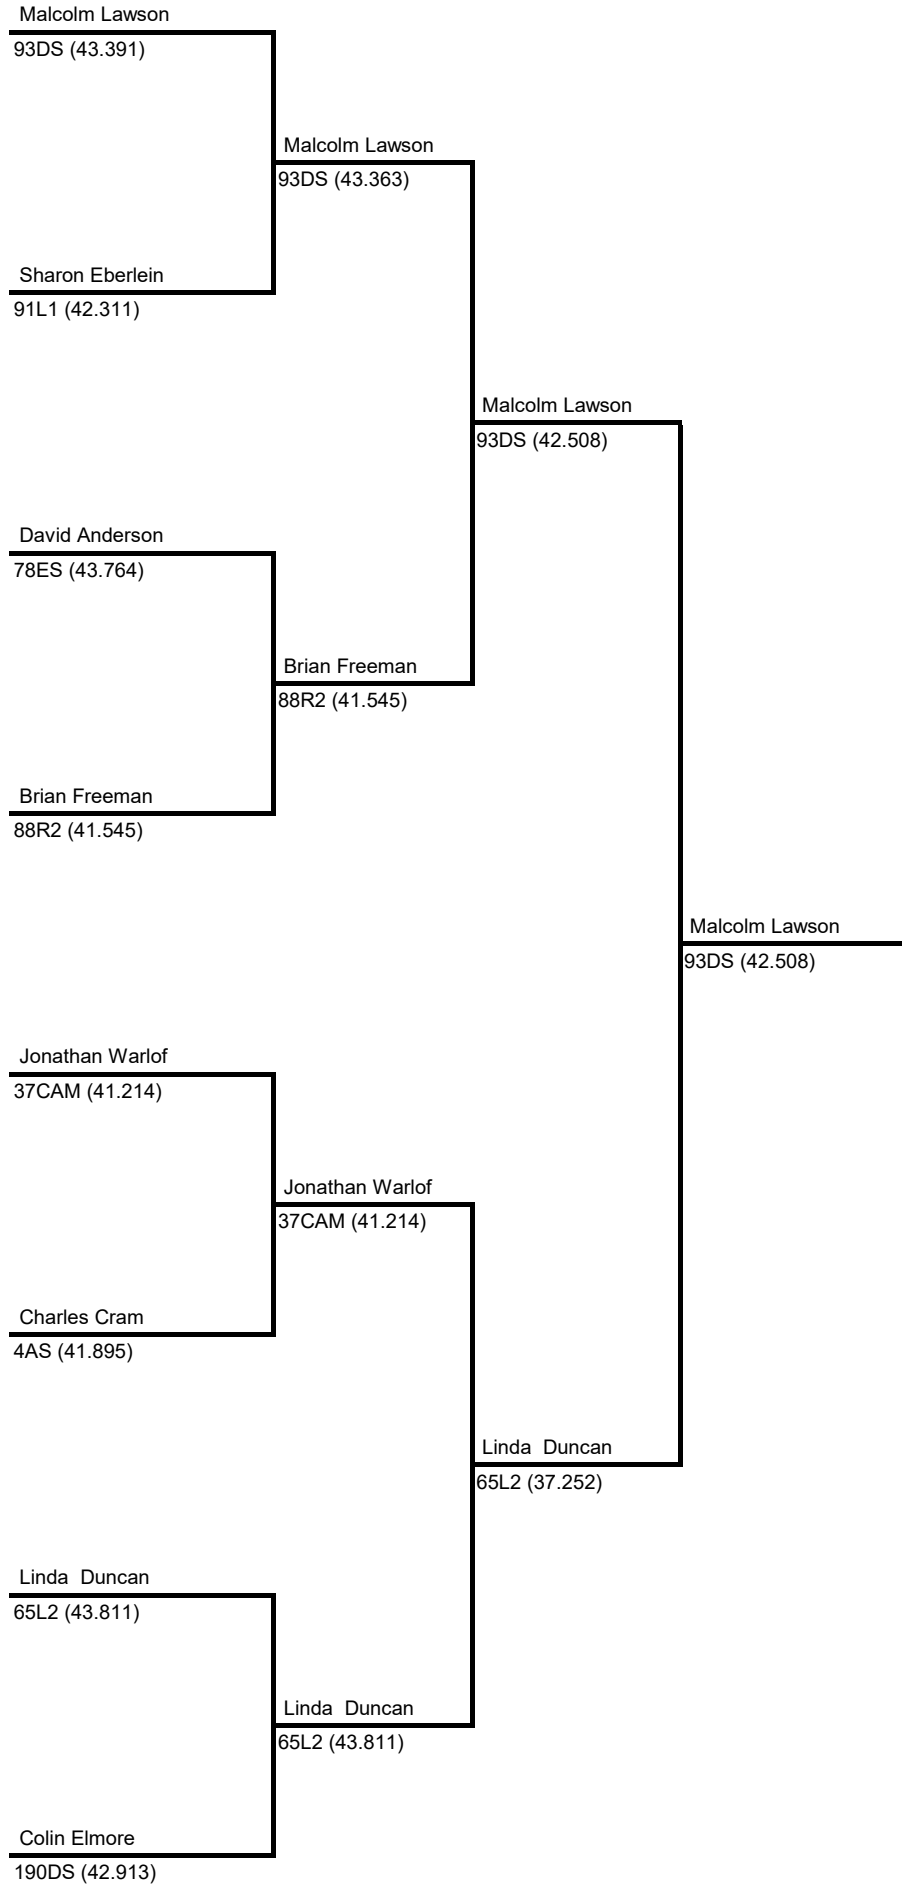 Malcolm Lawson
93DS (43.391)
Malcolm Lawson
93DS (43.363)
Sharon Eberlein
91L1 (42.311)
Malcolm Lawson
93DS (42.508)
David Anderson
78ES (43.764)
Brian Freeman
88R2 (41.545)
Brian Freeman
88R2 (41.545)
Malcolm Lawson
93DS (42.508)
Jonathan Warlof
37CAM (41.214)
Jonathan Warlof
37CAM (41.214)
Charles Cram
4AS (41.895)
Linda  Duncan
65L2 (37.252)
Linda  Duncan
65L2 (43.811)
Linda  Duncan
65L2 (43.811)
Colin Elmore
190DS (42.913)